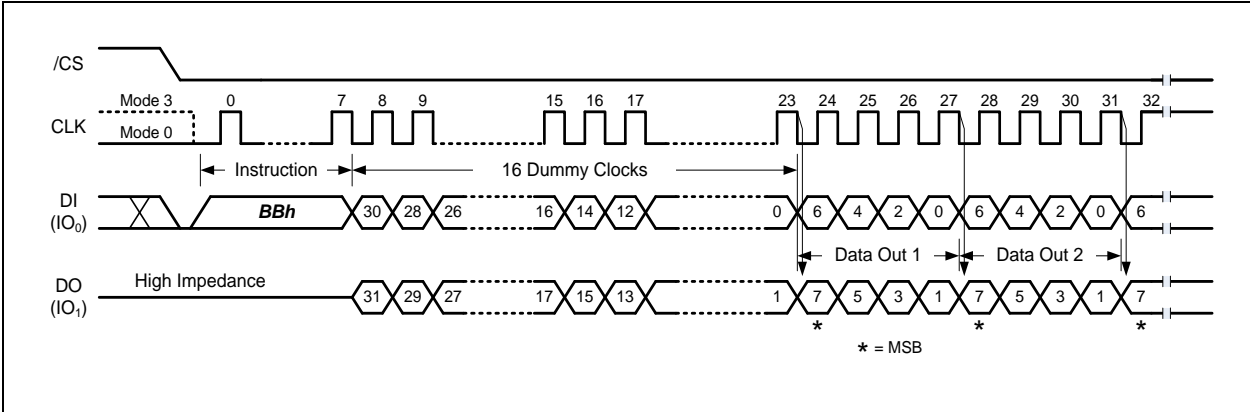 /CS
Mode 3 0 7 8 9 15 16 17 23 24 25 26 27 28 29 30 31 32
CLK
Mode 0
Instruction 16 Dummy Clocks
DI
(IO₀)
BBh 30 28 26 16 14 12 0 6 4 2 0 6 4 2 0 6
Data Out 1 Data Out 2
High Impedance
DO
(IO₁)
31 29 27 17 15 13 1 7 5 3 1 7 5 3 1 7
* * *
* = MSB